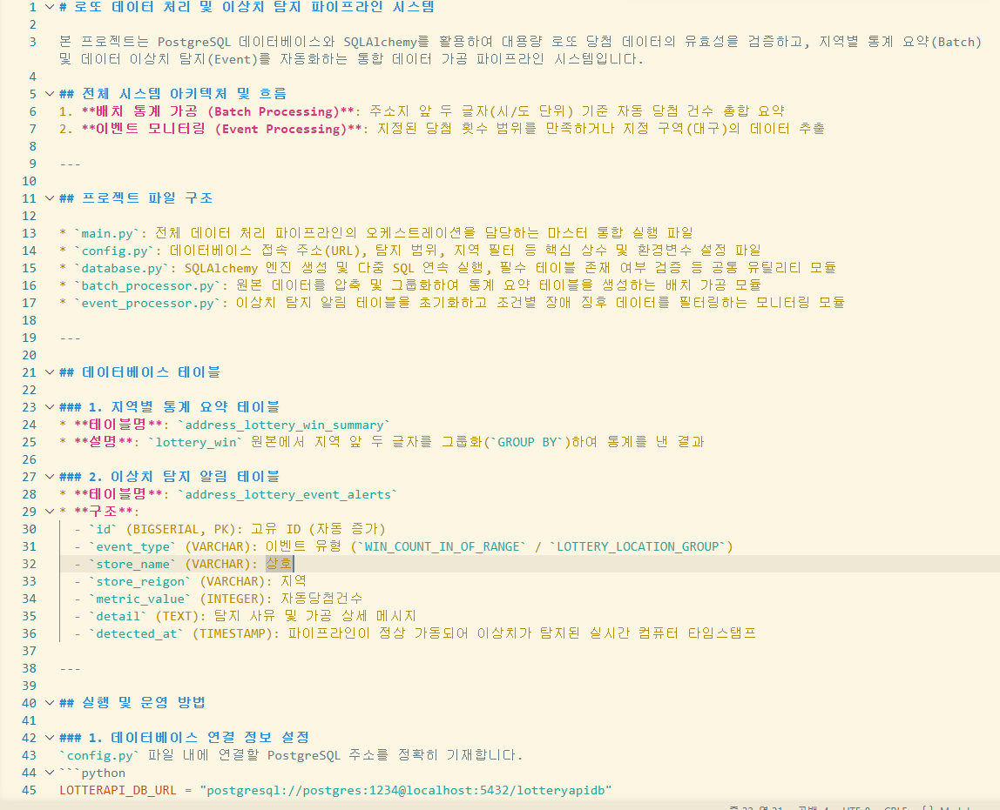 1 # 로또 데이터 처리 및 이상치 탐지 파이프라인 시스템
2
3 본 프로젝트는 PostgreSQL 데이터베이스와 SQLAlchemy를 활용하여 대용량 로또 당첨 데이터의 유효성을 검증하고, 지역별 통계 요약(Batch)
및 데이터 이상치 탐지(Event)를 자동화하는 통합 데이터 가공 파이프라인 시스템입니다.
4
5 ## 전체 시스템 아키텍처 및 흐름
6 1. **배치 통계 가공 (Batch Processing)**: 주소지 앞 두 글자(시/도 단위) 기준 자동 당첨 건수 총합 요약
7 2. **이벤트 모니터링 (Event Processing)**: 지정된 당첨 횟수 범위를 만족하거나 지정 구역(대구)의 데이터 추출
8
9 ---
10
11 ## 프로젝트 파일 구조
12
13 * `main.py`: 전체 데이터 처리 파이프라인의 오케스트레이션을 담당하는 마스터 통합 실행 파일
14 * `config.py`: 데이터베이스 접속 주소(URL), 탐지 범위, 지역 필터 등 핵심 상수 및 환경변수 설정 파일
15 * `database.py`: SQLAlchemy 엔진 생성 및 다중 SQL 연속 실행, 필수 테이블 존재 여부 검증 등 공통 유틸리티 모듈
16 * `batch_processor.py`: 원본 데이터를 압축 및 그룹화하여 통계 요약 테이블을 생성하는 배치 가공 모듈
17 * `event_processor.py`: 이상치 탐지 알림 테이블을 초기화하고 조건별 장애 징후 데이터를 필터링하는 모니터링 모듈
18
19 ---
20
21 ## 데이터베이스 테이블
22
23 ### 1. 지역별 통계 요약 테이블
24 * **테이블명**: `address_lottery_win_summary`
25 * **설명**: `lottery_win` 원본에서 지역 앞 두 글자를 그룹화(`GROUP BY`)하여 통계를 낸 결과
26
27 ### 2. 이상치 탐지 알림 테이블
28 * **테이블명**: `address_lottery_event_alerts`
29 * **구조**:
30 - `id` (BIGSERIAL, PK): 고유 ID (자동 증가)
31 - `event_type` (VARCHAR): 이벤트 유형 (`WIN_COUNT_IN_OF_RANGE` / `LOTTERY_LOCATION_GROUP`)
32 - `store_name` (VARCHAR): 상호
33 - `store_reigon` (VARCHAR): 지역
34 - `metric_value` (INTEGER): 자동당첨건수
35 - `detail` (TEXT): 탐지 사유 및 가공 상세 메시지
36 - `detected_at` (TIMESTAMP): 파이프라인이 정상 가동되어 이상치가 탐지된 실시간 컴퓨터 타임스탬프
37
38 ---
39
40 ## 실행 및 운영 방법
41
42 ### 1. 데이터베이스 연결 정보 설정
43 `config.py` 파일 내에 연결할 PostgreSQL 주소를 정확히 기재합니다.
44 ```python
45 LOTTERAPI_DB_URL = "postgresql://postgres:1234@localhost:5432/lotteryapidb"